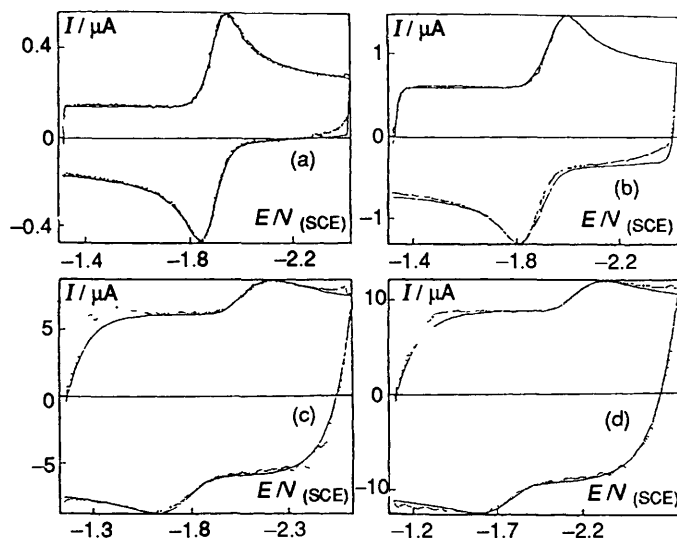 I / µA
0.4
0
-0.4
(a)
E/V (SCE)
-1.4 -1.8 -2.2
I / µA
1
0
-1
(b)
E/V (SCE)
-1.4 -1.8 -2.2
I / µA
5
0
-5
(c)
E/V (SCE)
-1.3 -1.8 -2.3
I / µA
10
0
-10
(d)
E/V (SCE)
-1.2 -1.7 -2.2